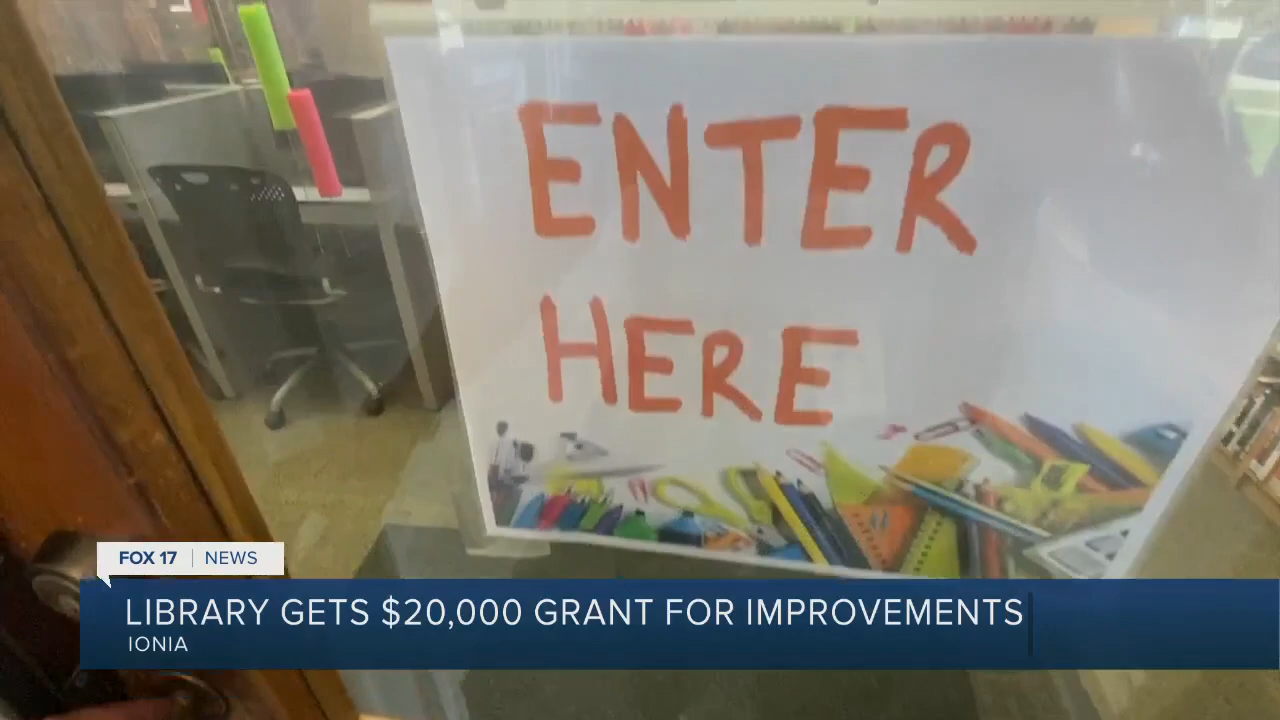 ENTER
HERE
FOX 17 | NEWS
LIBRARY GETS $20,000 GRANT FOR IMPROVEMENTS
IONIA